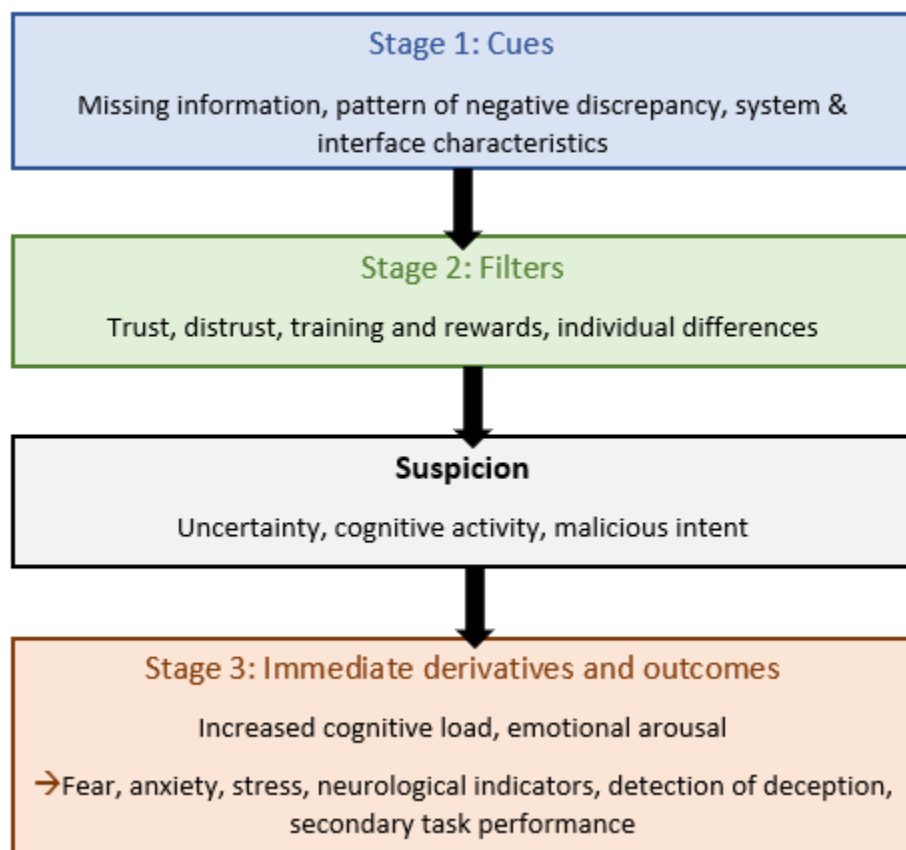 Stage 1: Cues
Missing information, pattern of negative discrepancy, system &
interface characteristics
Stage 2: Filters
Trust, distrust, training and rewards, individual differences
Suspicion
Uncertainty, cognitive activity, malicious intent
Stage 3: Immediate derivatives and outcomes
Increased cognitive load, emotional arousal
→Fear, anxiety, stress, neurological indicators, detection of deception,
secondary task performance